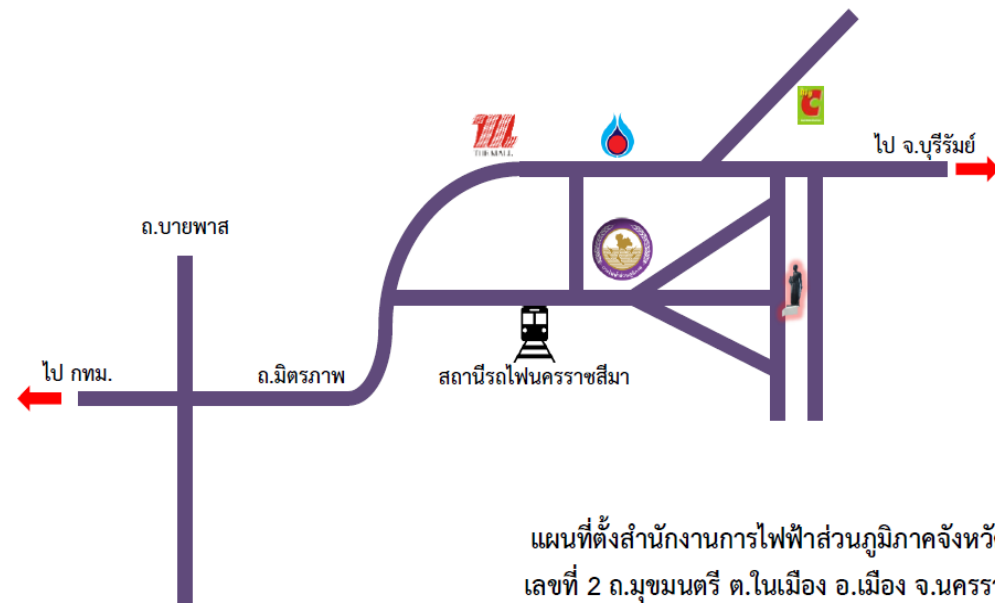 THE MALL
Big
C
ไป จ.บุรีรัมย์
ถ.บายพาส
ไป กทม.
ถ.มิตรภาพ
สถานีรถไฟนครราชสีมา
แผนที่ตั้งสำนักงานการไฟฟ้าส่วนภูมิภาคจังหวั
เลขที่ 2 ถ.มุขมนตรี ต.ในเมือง อ.เมือง จ.นครรา